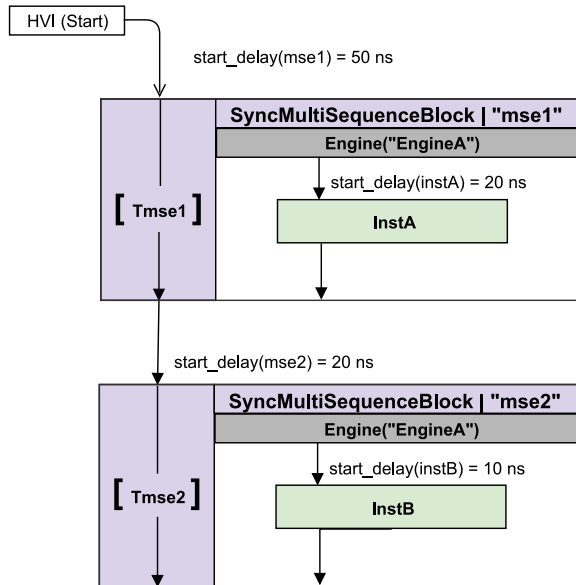 HVI (Start)
start_delay(mse1) = 50 ns
SyncMultiSequenceBlock | "mse1"
Engine("EngineA")
start_delay(instA) = 20 ns
[ Tmse1 ]
InstA
start_delay(mse2) = 20 ns
SyncMultiSequenceBlock | "mse2"
Engine("EngineA")
start_delay(instB) = 10 ns
[ Tmse2 ]
InstB